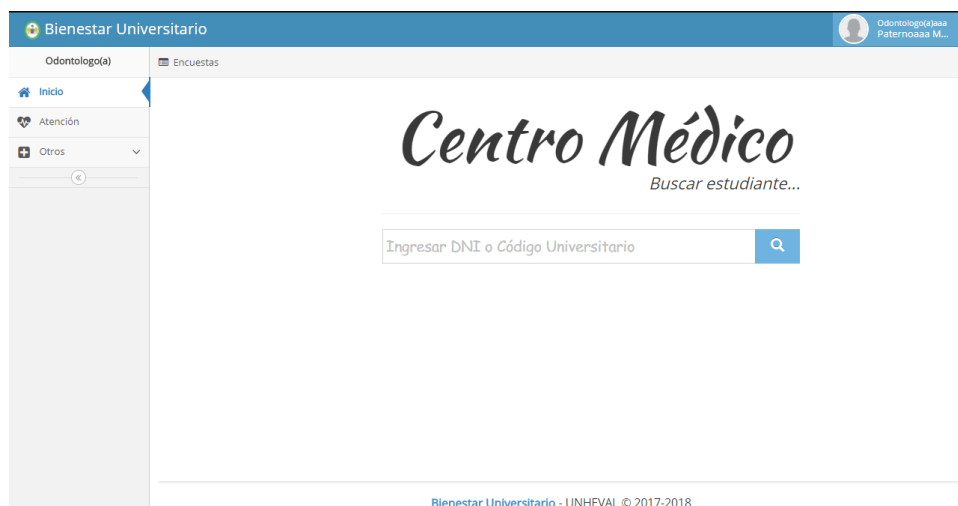 Bienestar Universitario
Odontologo(a)aaa
Paternoaaa M...
Odontologo(a)
Encuestas
Inicio
Atención
Otros
Centro Médico
Buscar estudiante...
Ingresar DNI o Código Universitario
Bienestar Universitario - UNHEVAL © 2017-2018